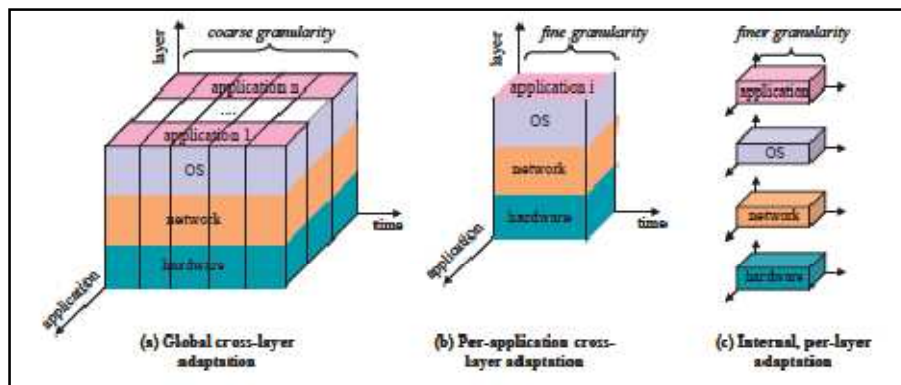 layer
coarse granularity
application n
....
application 1
OS
network
hardware
time
application
(a) Global cross-layer
adaptation
layer
fine granularity
application i
OS
network
hardware
time
application
(b) Per-application cross-
layer adaptation
finer granularity
application
OS
network
hardware
(c) Internal, per-layer
adaptation